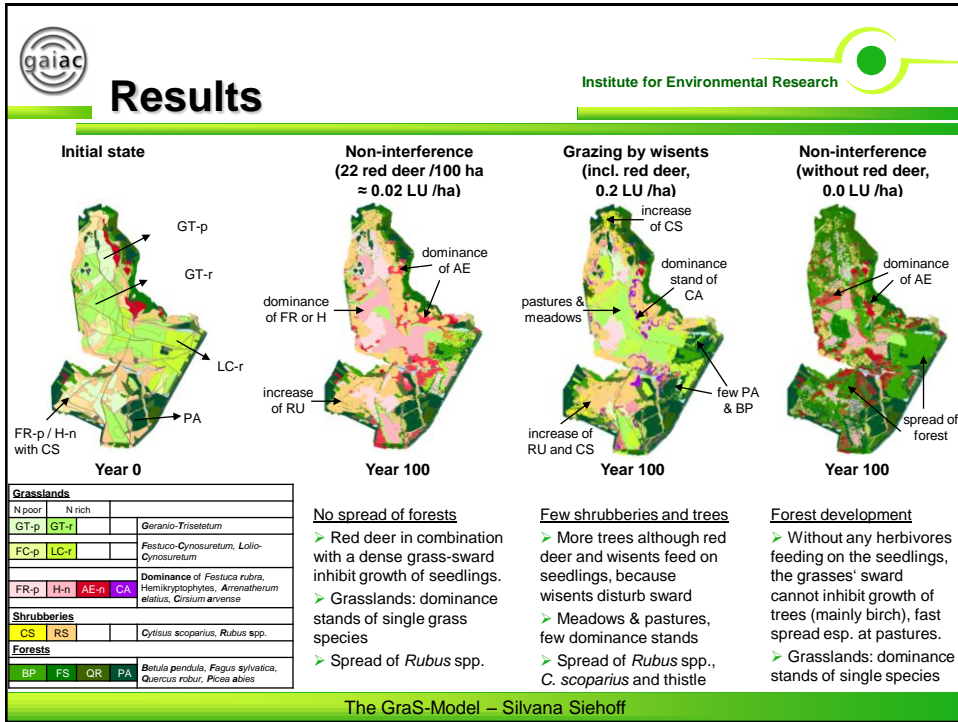 gaiac
Results
Institute for Environmental Research
Initial state
GT-p
GT-r
LC-r
PA
FR-p / H-n
with CS
Year 0
Non-interference
(22 red deer /100 ha
≈ 0.02 LU /ha)
dominance
of AE
dominance
of FR or H
increase
of RU
Year 100
Grazing by wisents
(incl. red deer,
0.2 LU /ha)
increase
of CS
dominance
stand of
CA
pastures &
meadows
few PA
& BP
increase of
RU and CS
Year 100
Non-interference
(without red deer,
0.0 LU /ha)
dominance
of AE
spread of
forest
Year 100
Grasslands
N poor N rich
GT-p GT-r Geranio-Trisetetum
FC-p LC-r Festuco-Cynosuretum, Lolio-
Cynosuretum
FR-p H-n AE-n CA Dominance of Festuca rubra,
Hemikryptophytes, Arrenatherum
elatius, Cirsium arvense
Shrubberies
CS RS Cytisus scoparius, Rubus spp.
Forests
BP FS QR PA Betula pendula, Fagus sylvatica,
Quercus robur, Picea abies
No spread of forests
➢ Red deer in combination
with a dense grass-sward
inhibit growth of seedlings.
➢ Grasslands: dominance
stands of single grass
species
➢ Spread of Rubus spp.
Few shrubberies and trees
➢ More trees although red
deer and wisents feed on
seedlings, because
wisents disturb sward
➢ Meadows & pastures,
few dominance stands
➢ Spread of Rubus spp.,
C. scoparius and thistle
Forest development
➢ Without any herbivores
feeding on the seedlings,
the grasses‘ sward
cannot inhibit growth of
trees (mainly birch), fast
spread esp. at pastures.
➢ Grasslands: dominance
stands of single species
The GraS-Model – Silvana Siehoff